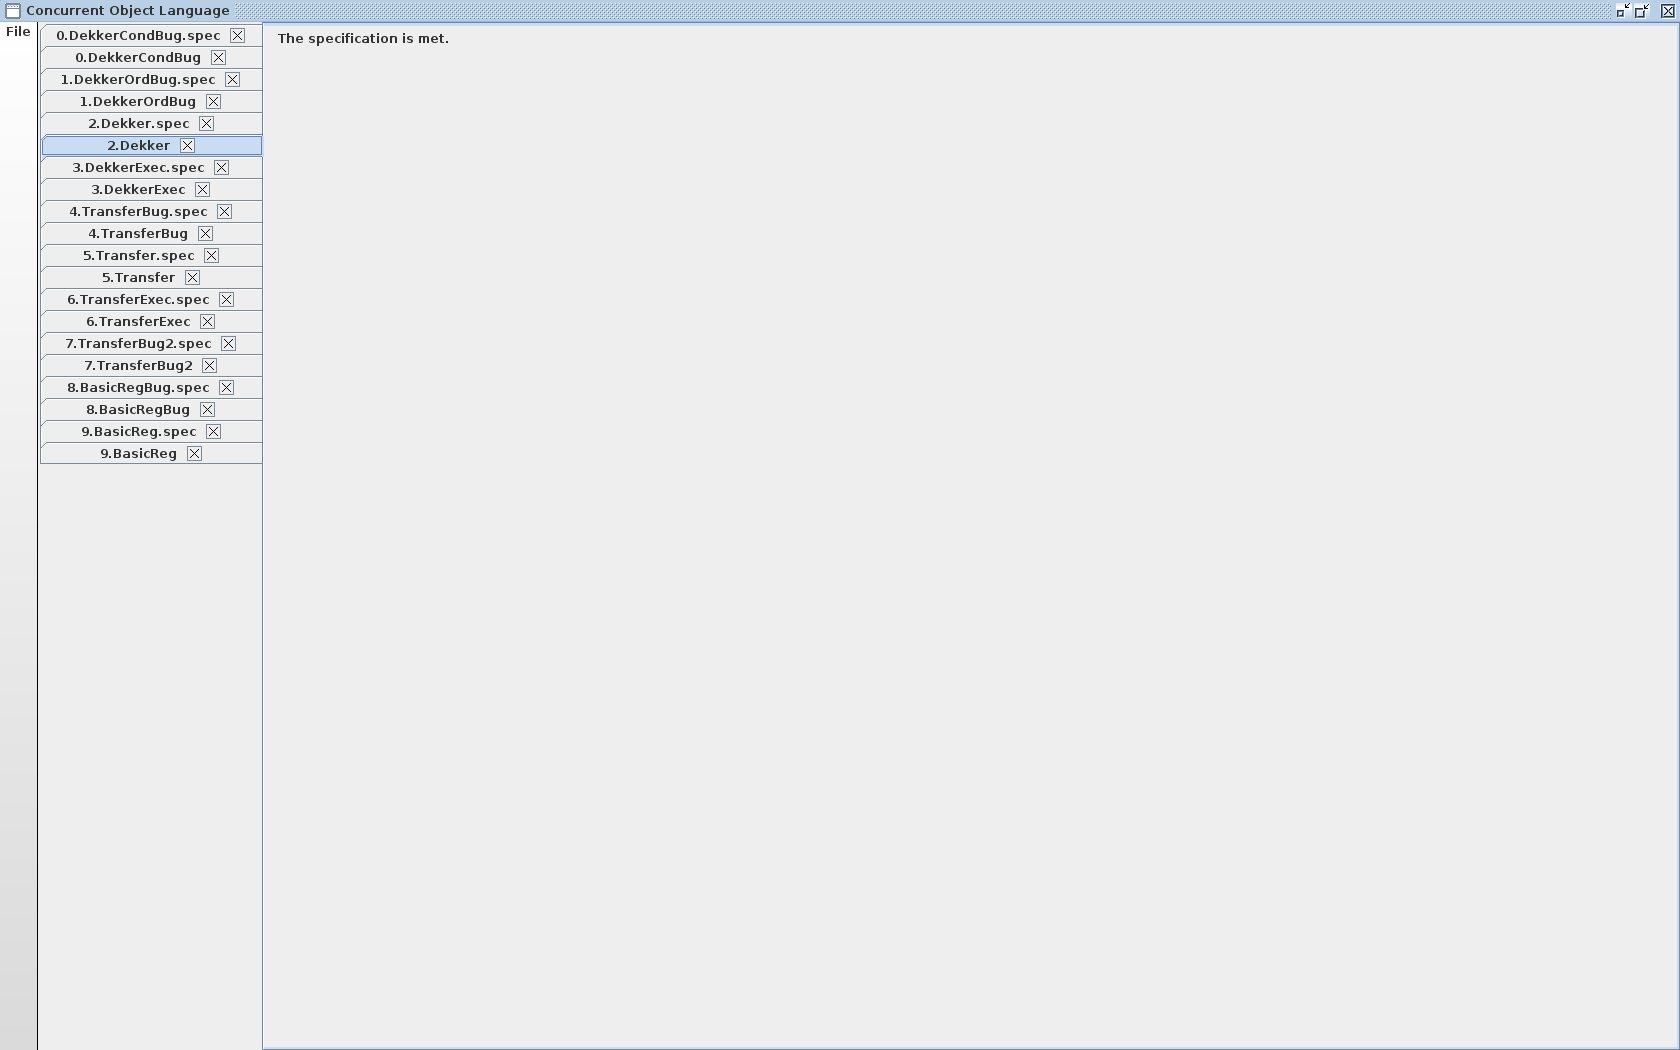 Concurrent Object Language
File
0.DekkerCondBug.spec
The specification is met.
0.DekkerCondBug
1.DekkerOrdBug.spec
1.DekkerOrdBug
2.Dekker.spec
2.Dekker
3.DekkerExec.spec
3.DekkerExec
4.TransferBug.spec
4.TransferBug
5.Transfer.spec
5.Transfer
6.TransferExec.spec
6.TransferExec
7.TransferBug2.spec
7.TransferBug2
8.BasicRegBug.spec
8.BasicRegBug
9.BasicReg.spec
9.BasicReg